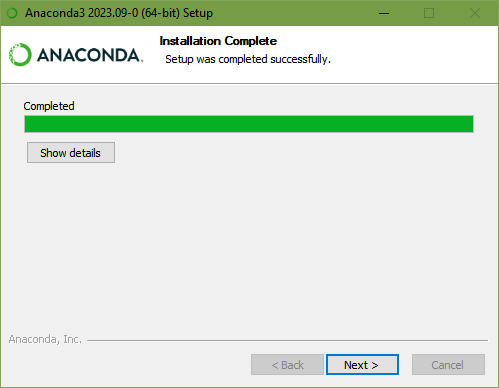 Anaconda3 2023.09-0 (64-bit) Setup
Installation Complete
Setup was completed successfully.
ANACONDA.
Completed
Show details
Anaconda, Inc.
< Back
Next >
Cancel